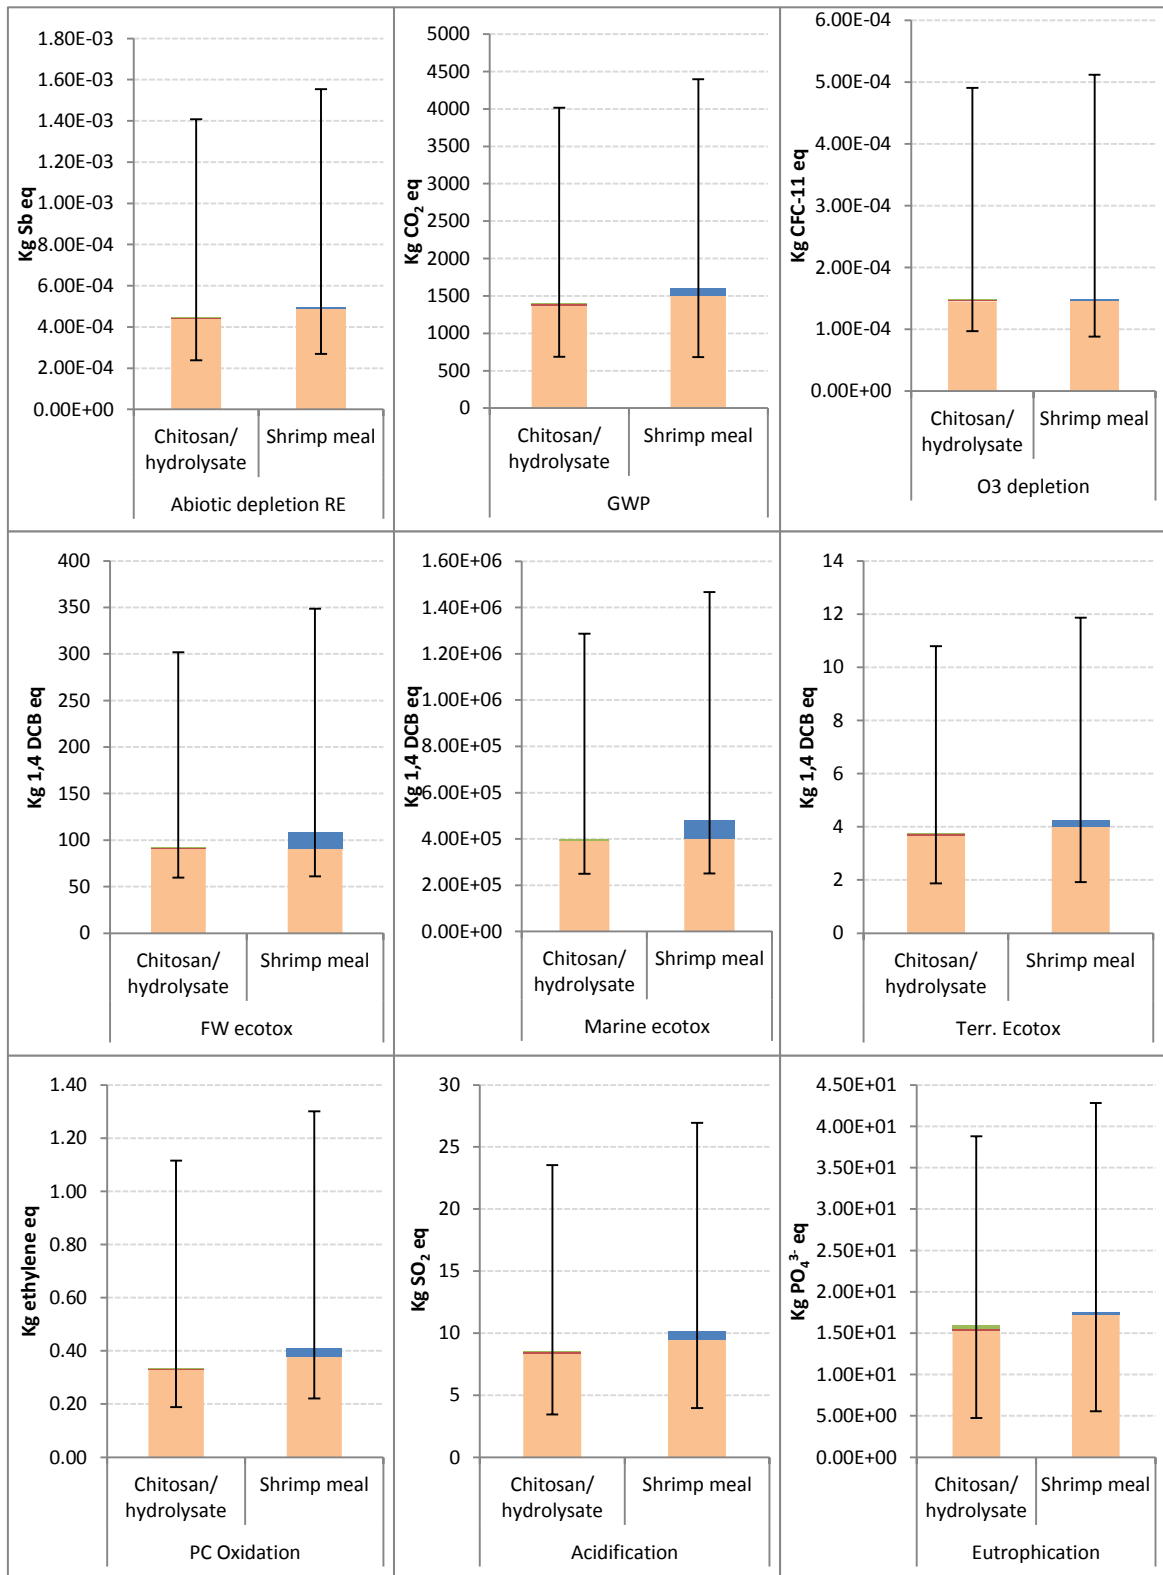 Kg Sb eq
1.80E-03
1.60E-03
1.40E-03
1.20E-03
1.00E-03
8.00E-04
6.00E-04
4.00E-04
2.00E-04
0.00E+00
Chitosan/
hydrolysate
Shrimp meal
Abiotic depletion RE
Kg CO₂ eq
5000
4500
4000
3500
3000
2500
2000
1500
1000
500
0
Chitosan/
hydrolysate
Shrimp meal
GWP
Kg CFC-11 eq
6.00E-04
5.00E-04
4.00E-04
3.00E-04
2.00E-04
1.00E-04
0.00E+00
Chitosan/
hydrolysate
Shrimp meal
O3 depletion
Kg 1,4 DCB eq
400
350
300
250
200
150
100
50
0
Chitosan/
hydrolysate
Shrimp meal
FW ecotox
Kg 1,4 DCB eq
1.60E+06
1.40E+06
1.20E+06
1.00E+06
8.00E+05
6.00E+05
4.00E+05
2.00E+05
0.00E+00
Chitosan/
hydrolysate
Shrimp meal
Marine ecotox
Kg 1,4 DCB eq
14
12
10
8
6
4
2
0
Chitosan/
hydrolysate
Shrimp meal
Terr. Ecotox
Kg ethylene eq
1.40
1.20
1.00
0.80
0.60
0.40
0.20
0.00
Chitosan/
hydrolysate
Shrimp meal
PC Oxidation
Kg SO₂ eq
30
25
20
15
10
5
0
Chitosan/
hydrolysate
Shrimp meal
Acidification
Kg PO₄³⁻ eq
4.50E+01
4.00E+01
3.50E+01
3.00E+01
2.50E+01
2.00E+01
1.50E+01
1.00E+01
5.00E+00
0.00E+00
Chitosan/
hydrolysate
Shrimp meal
Eutrophication